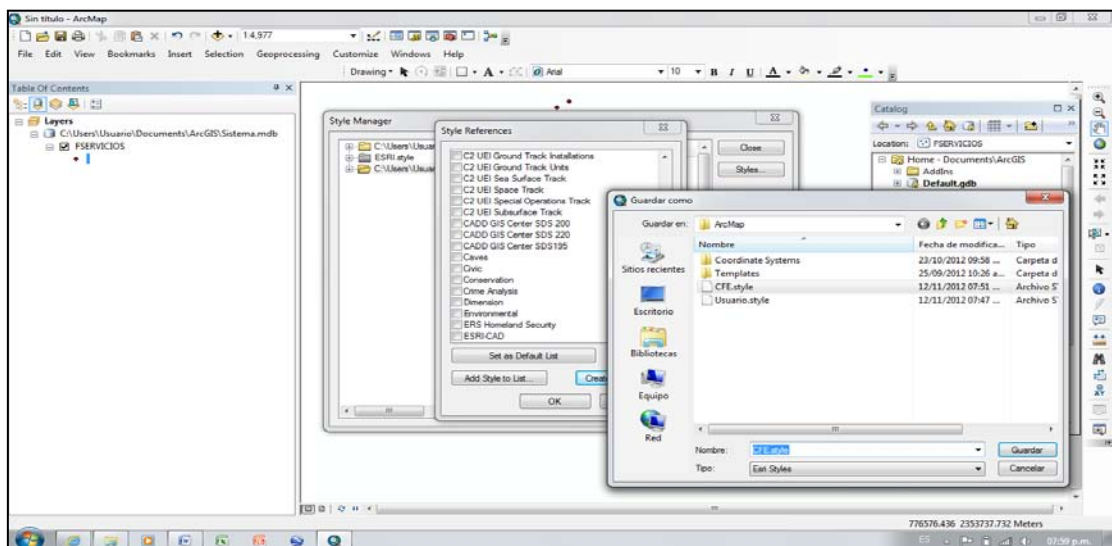 Sin título - ArcMap
1:4,977
File Edit View Bookmarks Insert Selection Geoprocessing Customize Windows Help
Drawing A Arial 10 B I U A
Table Of Contents
Layers
C:\Users\Usuario\Documents\ArcGIS\Sistema.mdb
FSERVICIOS
Style Manager
C:\Users\Usuar
ESRI.style
C:\Users\Usuar
Close
Styles...
Style References
C2 UEI Ground Track Installations
C2 UEI Ground Track Units
C2 UEI Sea Surface Track
C2 UEI Space Track
C2 UEI Special Operations Track
C2 UEI Subsurface Track
CADD GIS Center SDS 200
CADD GIS Center SDS 220
CADD GIS Center SDS195
Caves
Civic
Conservation
Crime Analysis
Dimension
Environmental
ERS Homeland Security
ESRI-CAD
Set as Default List
Add Style to List...
Creat
OK
Catalog
Location: FSERVICIOS
Home - Documents\ArcGIS
AddIns
Default.gdb
Guardar como
Guardar en: ArcMap
Nombre Fecha de modifica... Tipo
Coordinate Systems 23/10/2012 09:58 ... Carpeta d
Templates 25/09/2012 10:26 a... Carpeta d
CFE.style 12/11/2012 07:51 ... Archivo S
Usuario.style 12/11/2012 07:47 ... Archivo S
Sitios recientes
Escritorio
Bibliotecas
Equipo
Red
Nombre: CFE.style Guardar
Tipo: Esri Styles Cancelar
776576.436 2353737.732 Meters
ES 07:59 p.m.